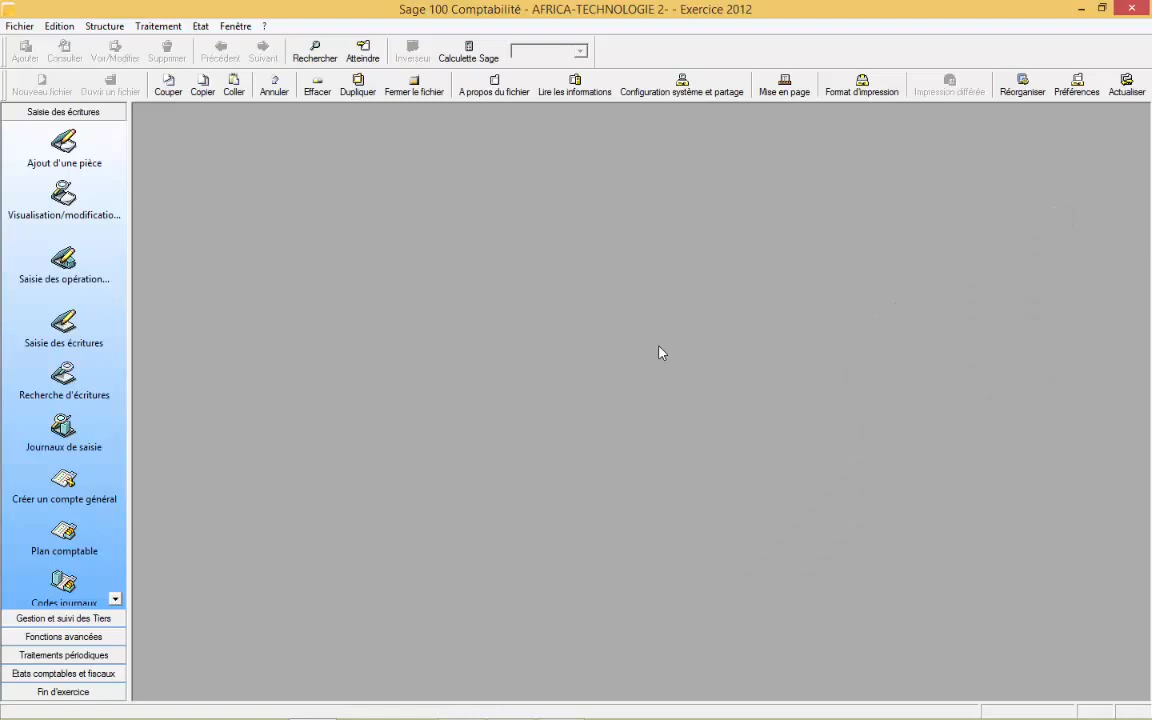 Sage 100 Comptabilité - AFRICA-TECHNOLOGIE 2- - Exercice 2012
Fichier Edition Structure Traitement Etat Fenêtre ?
Ajouter Consulter Voir/Modifier Supprimer Précédent Suivant Rechercher Atteindre Inverseur Calculette Sage
Nouveau fichier Ouvrir un fichier Couper Copier Coller Annuler Effacer Dupliquer Fermer le fichier A propos du fichier Lire les informations Configuration système et partage Mise en page Format d'impression Impression différée Réorganiser Préférences Actualiser
Saisie des écritures
Ajout d'une pièce
Visualisation/modificatio...
Saisie des opération...
Saisie des écritures
Recherche d'écritures
Journaux de saisie
Créer un compte général
Plan comptable
Codes journaux
Gestion et suivi des Tiers
Fonctions avancées
Traitements périodiques
Etats comptables et fiscaux
Fin d'exercice